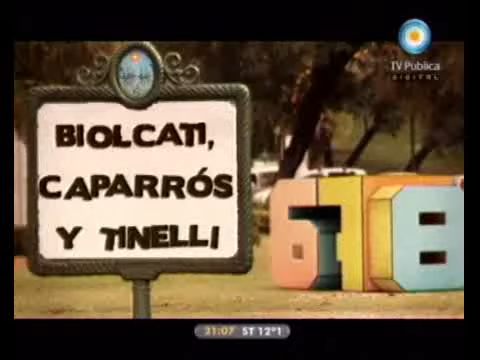 TV Pública
DIGITAL
BIOLCATI,
CAPARRÓS
Y TINELLI
678
21:07 ST 12°1